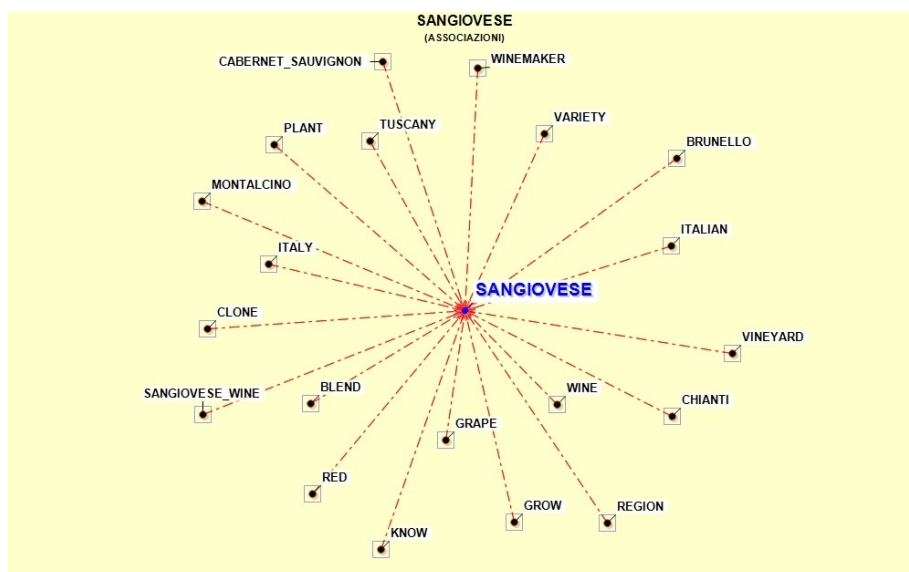 SANGIOVESE
(ASSOCIAZIONI)
CABERNET_SAUVIGNON
WINEMAKER
PLANT
TUSCANY
VARIETY
BRUNELLO
MONTALCINO
ITALY
ITALIAN
SANGIOVESE
CLONE
VINEYARD
SANGIOVESE_WINE
BLEND
WINE
CHIANTI
GRAPE
RED
KNOW
GROW
REGION